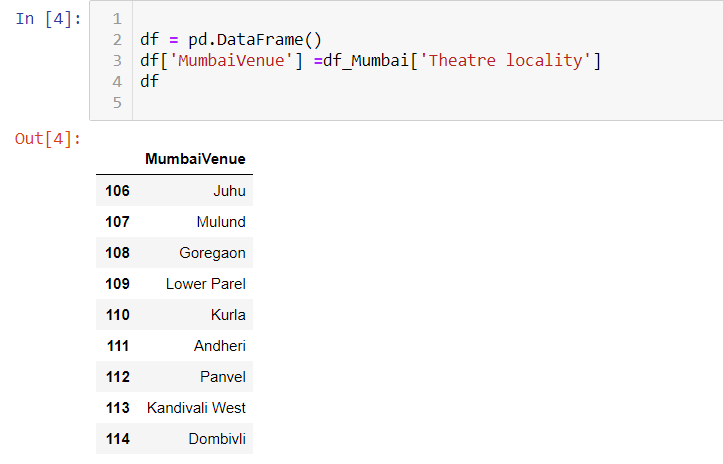 In [4]:
1
2 df = pd.DataFrame()
3 df['MumbaiVenue'] =df_Mumbai['Theatre locality']
4 df
5
Out[4]:
MumbaiVenue
106 Juhu
107 Mulund
108 Goregaon
109 Lower Parel
110 Kurla
111 Andheri
112 Panvel
113 Kandivali West
114 Dombivli